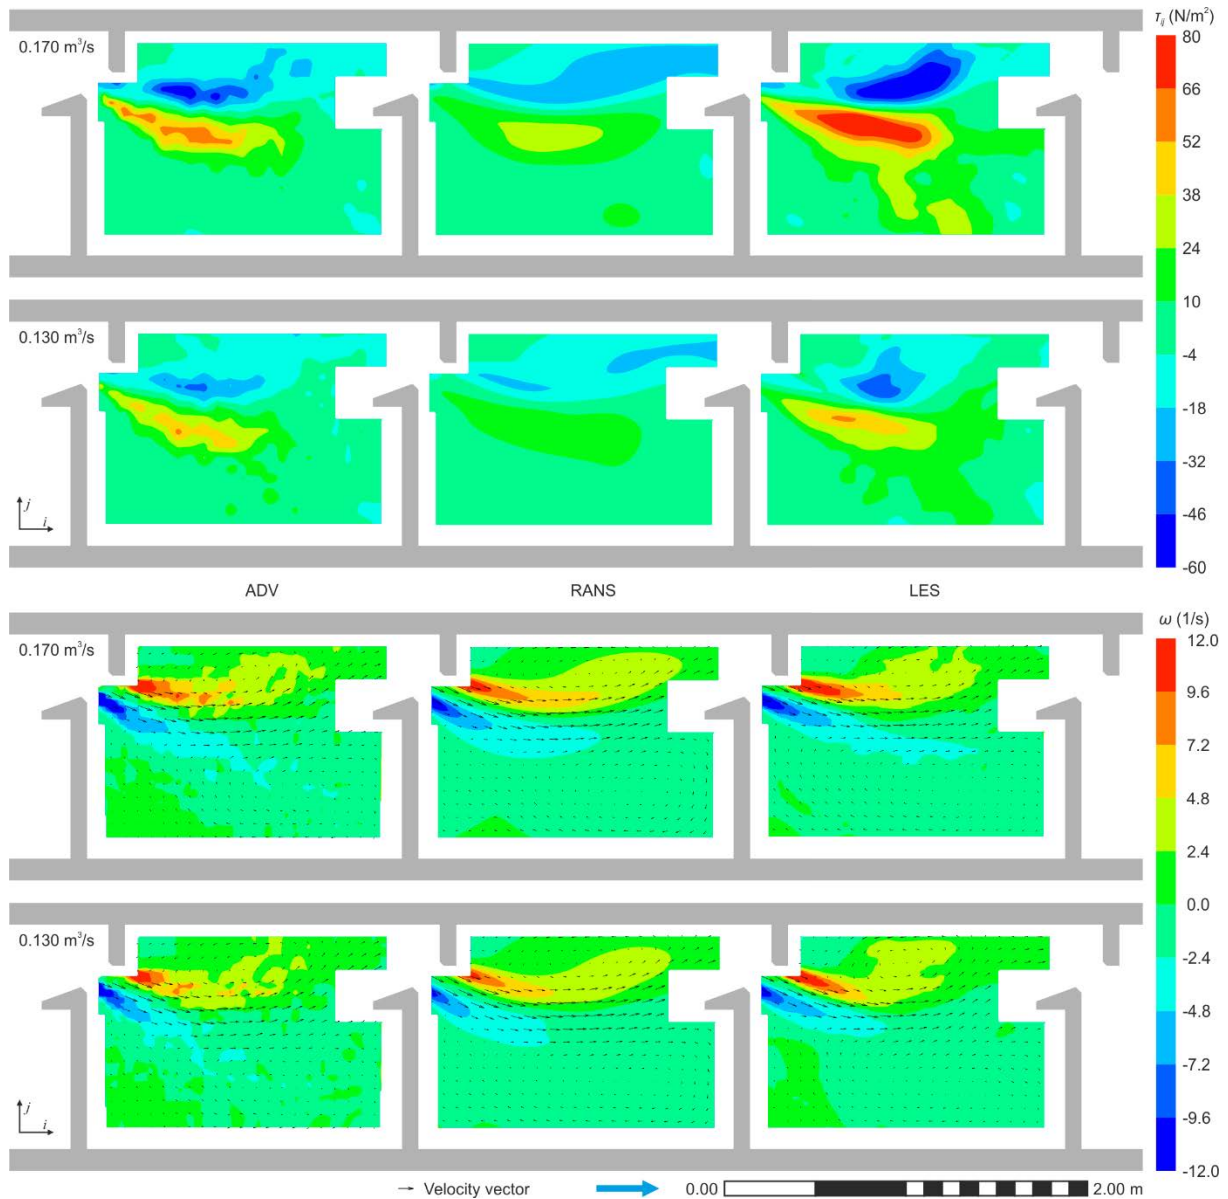 τij (N/m²)
0.170 m³/s
80
66
52
38
24
10
-4
-18
-32
-46
-60
0.130 m³/s
j
i
ADV RANS LES
ω (1/s)
0.170 m³/s
12.0
9.6
7.2
4.8
2.4
0.0
-2.4
-4.8
-7.2
-9.6
-12.0
0.130 m³/s
j
i
Velocity vector 0.00 2.00 m